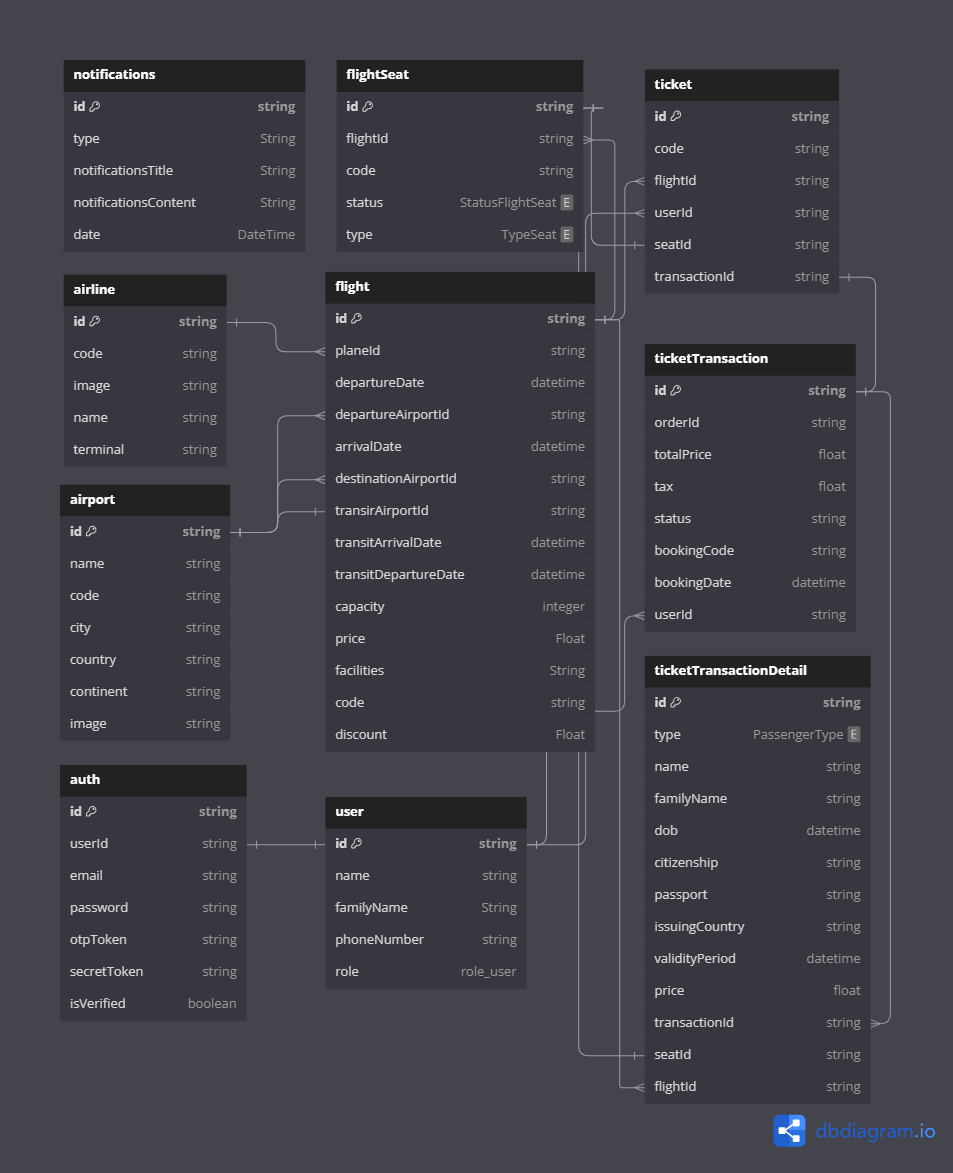 notifications
id string
type String
notificationsTitle String
notificationsContent String
date DateTime
flightSeat
id string
flightId string
code string
status StatusFlightSeat E
type TypeSeat E
ticket
id string
code string
flightId string
userId string
seatId string
transactionId string
airline
id string
code string
image string
name string
terminal string
flight
id string
planeId string
departureDate datetime
departureAirportId string
arrivalDate datetime
destinationAirportId string
transirAirportId string
transitArrivalDate datetime
transitDepartureDate datetime
capacity integer
price Float
facilities String
code string
discount Float
ticketTransaction
id string
orderId string
totalPrice float
tax float
status string
bookingCode string
bookingDate datetime
userId string
airport
id string
name string
code string
city string
country string
continent string
image string
ticketTransactionDetail
id string
type PassengerType E
name string
familyName string
dob datetime
citizenship string
passport string
issuingCountry string
validityPeriod datetime
price float
transactionId string
seatId string
flightId string
auth
id string
userId string
email string
password string
otpToken string
secretToken string
isVerified boolean
user
id string
name string
familyName String
phoneNumber string
role role_user
dbdiagram.io